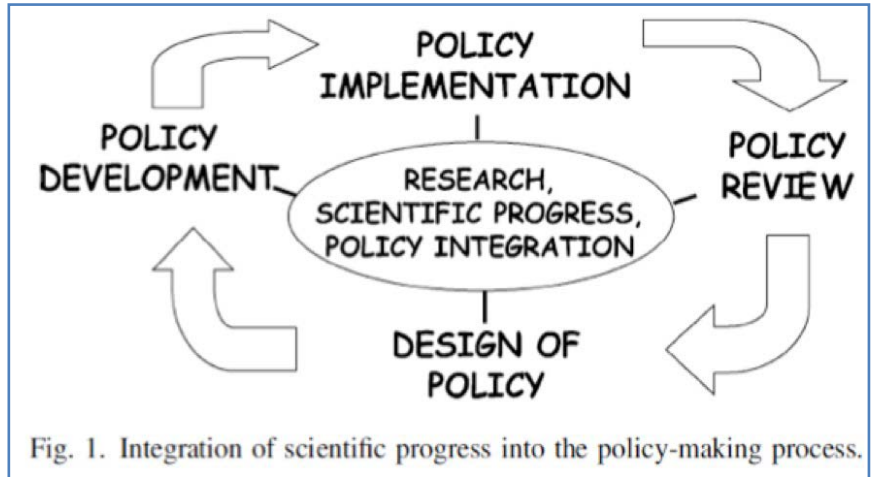 POLICY
IMPLEMENTATION
POLICY
DEVELOPMENT
POLICY
REVIEW
RESEARCH,
SCIENTIFIC PROGRESS,
POLICY INTEGRATION
DESIGN OF
POLICY
Fig. 1. Integration of scientific progress into the policy-making process.